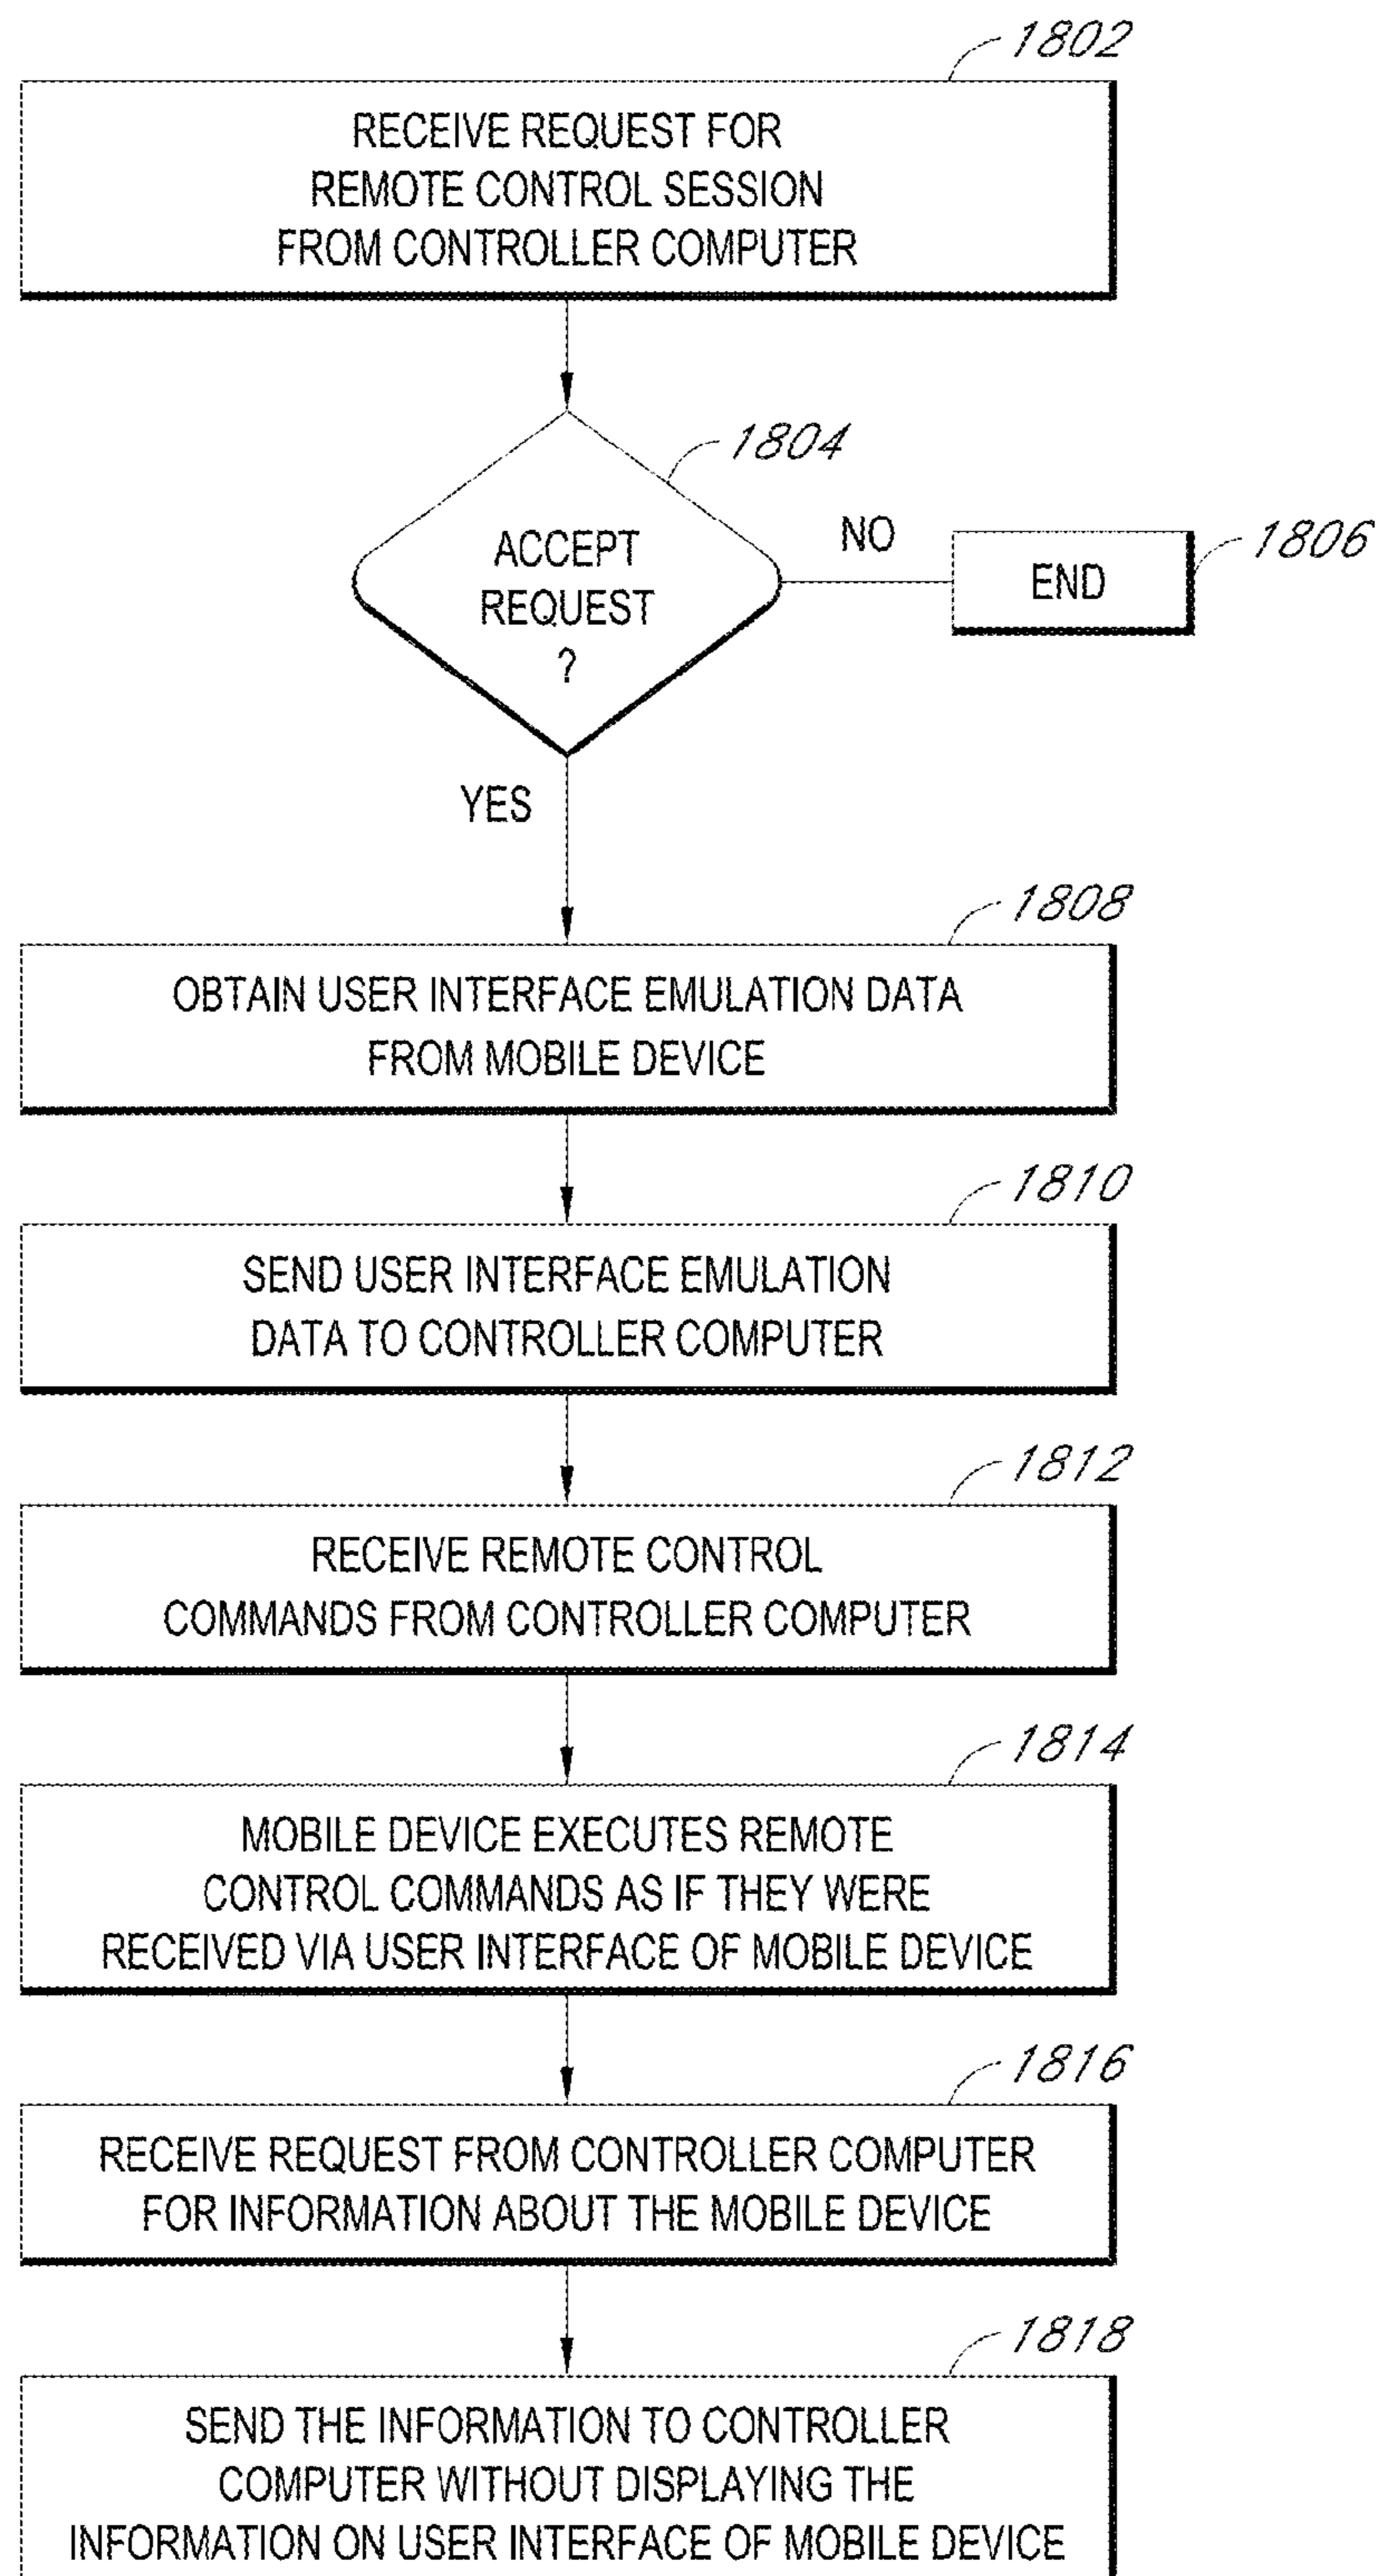 1802
RECEIVE REQUEST FOR
REMOTE CONTROL SESSION
FROM CONTROLLER COMPUTER
1804
ACCEPT
REQUEST
?
NO
END
1806
YES
1808
OBTAIN USER INTERFACE EMULATION DATA
FROM MOBILE DEVICE
1810
SEND USER INTERFACE EMULATION
DATA TO CONTROLLER COMPUTER
1812
RECEIVE REMOTE CONTROL
COMMANDS FROM CONTROLLER COMPUTER
1814
MOBILE DEVICE EXECUTES REMOTE
CONTROL COMMANDS AS IF THEY WERE
RECEIVED VIA USER INTERFACE OF MOBILE DEVICE
1816
RECEIVE REQUEST FROM CONTROLLER COMPUTER
FOR INFORMATION ABOUT THE MOBILE DEVICE
1818
SEND THE INFORMATION TO CONTROLLER
COMPUTER WITHOUT DISPLAYING THE
INFORMATION ON USER INTERFACE OF MOBILE DEVICE